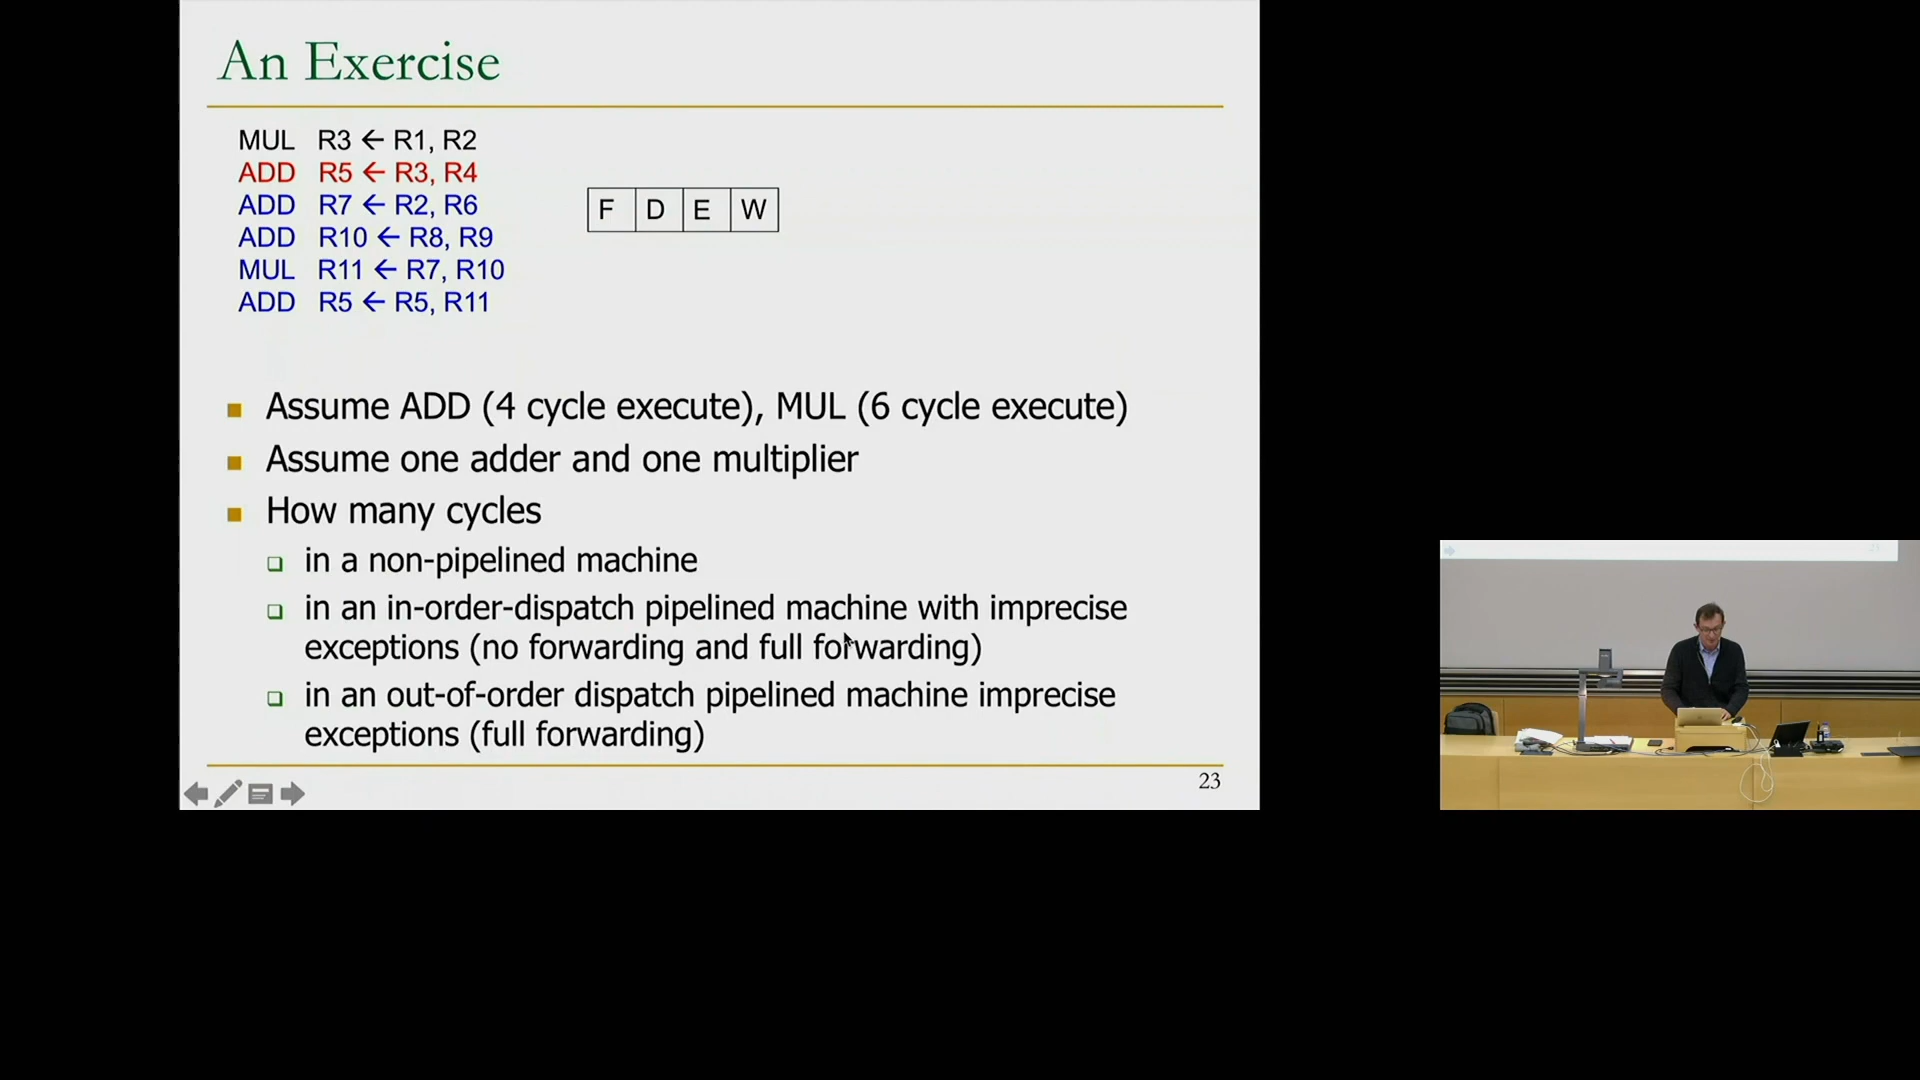 An Exercise
MUL R3 ← R1, R2
ADD R5 ← R3, R4
ADD R7 ← R2, R6
ADD R10 ← R8, R9
MUL R11 ← R7, R10
ADD R5 ← R5, R11
F D E W
Assume ADD (4 cycle execute), MUL (6 cycle execute)
Assume one adder and one multiplier
How many cycles
in a non-pipelined machine
in an in-order-dispatch pipelined machine with imprecise
exceptions (no forwarding and full forwarding)
in an out-of-order dispatch pipelined machine imprecise
exceptions (full forwarding)
23